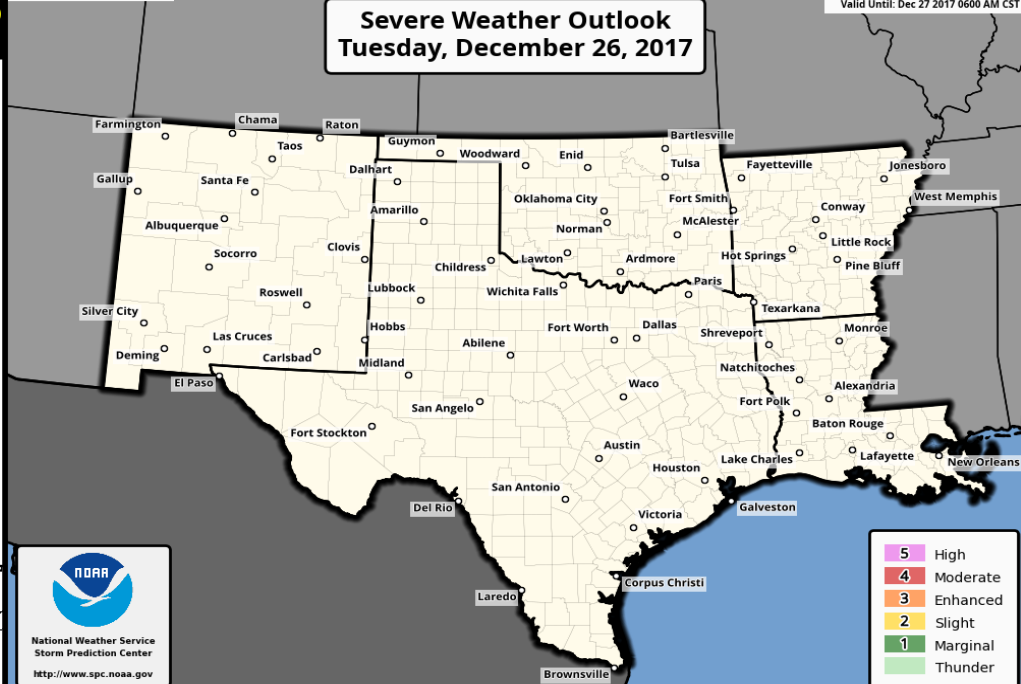 Valid Until: Dec 27 2017 0600 AM CST
Severe Weather Outlook
Tuesday, December 26, 2017
Farmington
Chama
Raton
Guymon
Bartlesville
Taos
Woodward
Enid
Tulsa
Fayetteville
Jonesboro
Gallup
Santa Fe
Dalhart
Amarillo
Oklahoma City
Fort Smith
West Memphis
Conway
Albuquerque
Norman
McAlester
Little Rock
Socorro
Clovis
Childress
Lawton
Ardmore
Hot Springs
Pine Bluff
Roswell
Lubbock
Wichita Falls
Paris
Texarkana
Silver City
Las Cruces
Hobbs
Fort Worth
Dallas
Shreveport
Monroe
Deming
Carlsbad
Midland
Abilene
Natchitoches
El Paso
Waco
Alexandria
San Angelo
Fort Polk
Fort Stockton
Baton Rouge
Austin
Lake Charles
Lafayette
New Orleans
Houston
San Antonio
Del Rio
Victoria
Galveston
Corpus Christi
Laredo
Brownsville
NOAA
National Weather Service
Storm Prediction Center
http://www.spc.noaa.gov
5 High
4 Moderate
3 Enhanced
2 Slight
1 Marginal
Thunder